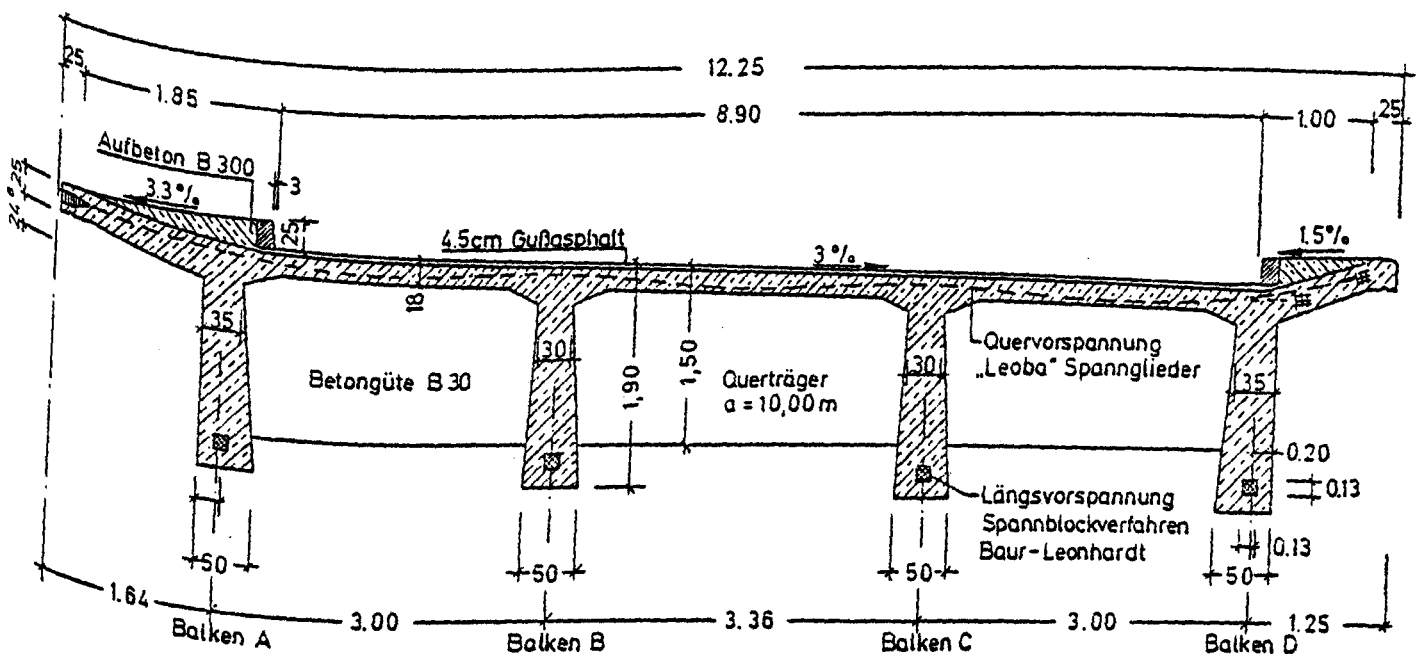 12.25
25
1.85
8.90
1.00
25
Aufbeton B 300
3
3.3%
25
8
24
25
4.5cm Gußasphalt
3%
1.5%
18
35
30
30
35
Betongüte B 30
1,90
1,50
Querträger
a = 10,00 m
Quervorspannung
„Leoba" Spannglieder
0.20
0.13
0.13
Längsvorspannung
Spannblockverfahren
Baur-Leonhardt
50
50
50
50
1.64
3.00
3.36
3.00
1.25
Balken A
Balken B
Balken C
Balken D